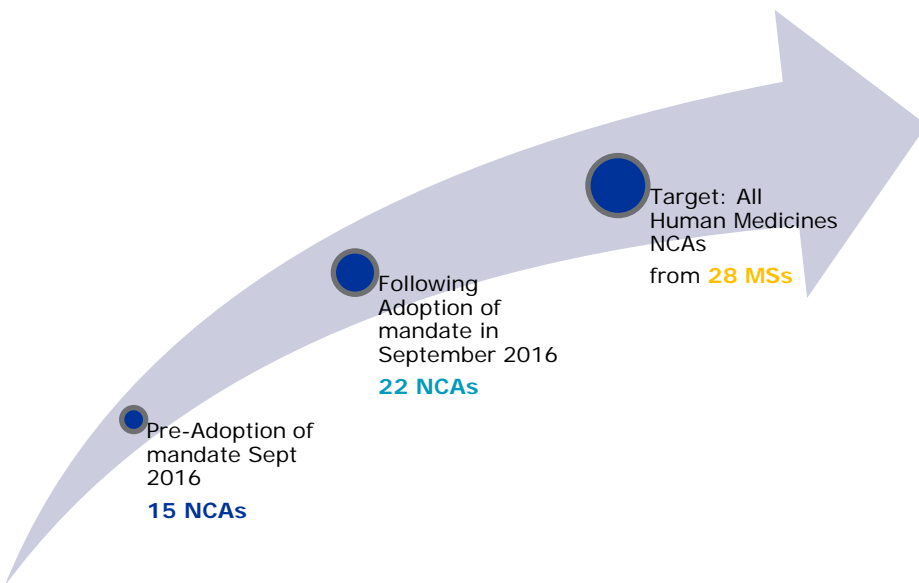 Target: All
Human Medicines
NCAs
from 28 MSs
Following
Adoption of
mandate in
September 2016
22 NCAs
Pre-Adoption of
mandate Sept
2016
15 NCAs